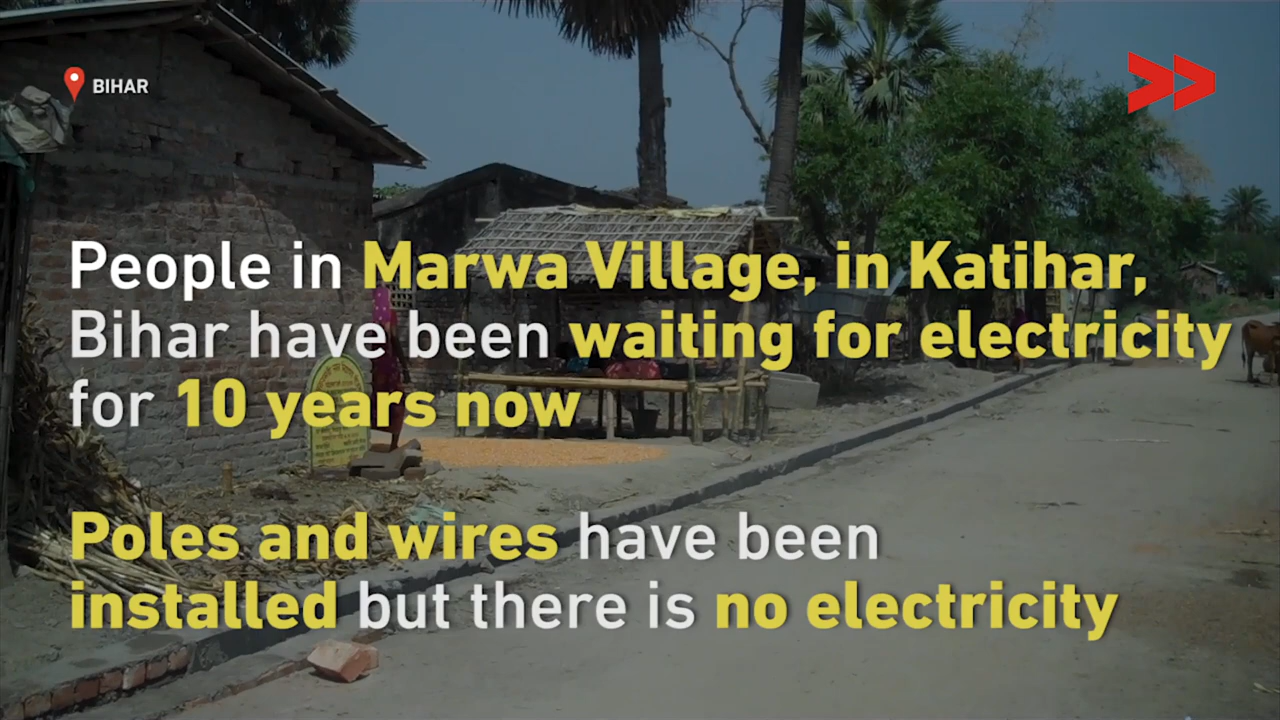 BIHAR
People in Marwa Village, in Katihar,
Bihar have been waiting for electricity
for 10 years now
Poles and wires have been
installed but there is no electricity